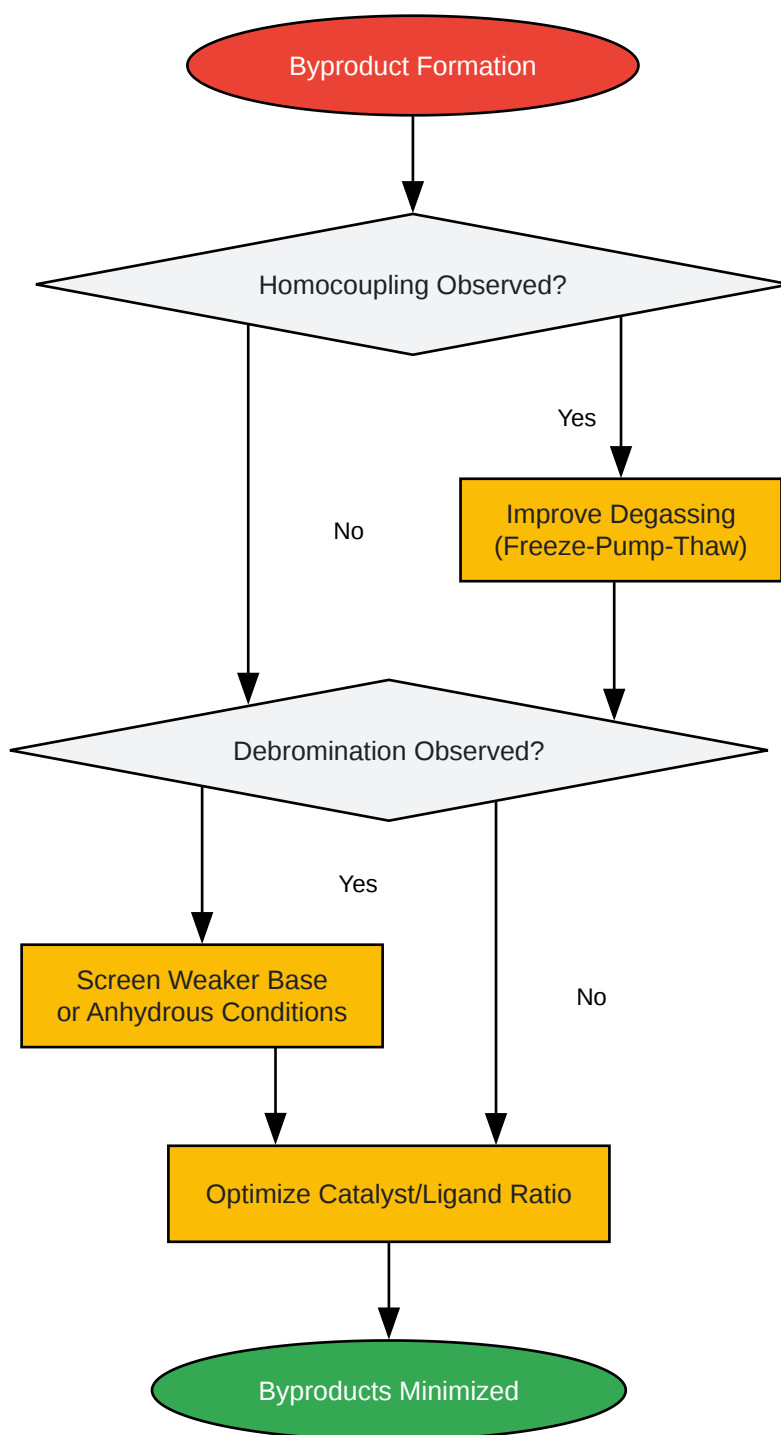 Byproduct Formation
Homocoupling Observed?
Yes
Improve Degassing
(Freeze-Pump-Thaw)
No
Debromination Observed?
Yes
Screen Weaker Base
or Anhydrous Conditions
No
Optimize Catalyst/Ligand Ratio
Byproducts Minimized